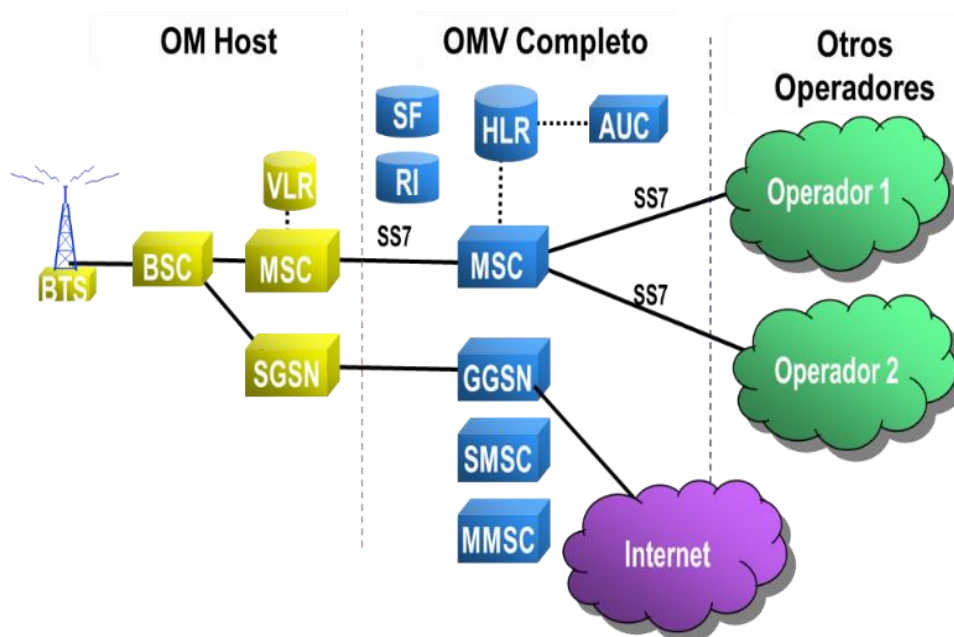 OM Host
OMV Completo
Otros
Operadores
SF
HLR
AUC
RI
VLR
SS7
Operador 1
BTS
BSC
MSC
SS7
MSC
SS7
Operador 2
SGSN
GGSN
SMSC
MMSC
Internet